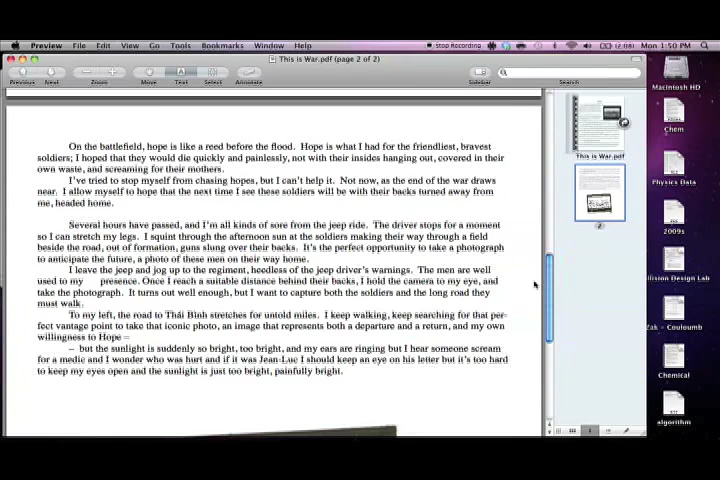 Preview File Edit View Go Tools Bookmarks Window Help Stop Recording (2:08) Mon 1:50 PM
This is War.pdf (page 2 of 2)
Previous Next Zoom Move Text Select Annotate Sidebar Search
On the battlefield, hope is like a reed before the flood. Hope is what I had for the friendliest, bravest
soldiers; I hoped that they would die quickly and painlessly, not with their insides hanging out, covered in their
own waste, and screaming for their mothers.
I've tried to stop myself from chasing hopes, but I can't help it. Not now, as the end of the war draws
near. I allow myself to hope that the next time I see these soldiers will be with their backs turned away from
me, headed home.
Several hours have passed, and I'm all kinds of sore from the jeep ride. The driver stops for a moment
so I can stretch my legs. I squint through the afternoon sun at the soldiers making their way through a field
beside the road, out of formation, guns slung over their backs. It's the perfect opportunity to take a photograph
to anticipate the future, a photo of these men on their way home.
I leave the jeep and jog up to the regiment, heedless of the jeep driver's warnings. The men are well
used to my presence. Once I reach a suitable distance behind their backs, I hold the camera to my eye, and
take the photograph. It turns out well enough, but I want to capture both the soldiers and the long road they
must walk.
To my left, the road to Thái Bình stretches for untold miles. I keep walking, keep searching for that per-
fect vantage point to take that iconic photo, an image that represents both a departure and a return, and my own
willingness to Hope –
– but the sunlight is suddenly so bright, too bright, and my ears are ringing but I hear someone scream
for a medic and I wonder who was hurt and if it was Jean-Luc I should keep an eye on his letter but it's too hard
to keep my eyes open and the sunlight is just too bright, painfully bright.
This is War.pdf
2
Macintosh HD
Chem
Physics Data
2009s
llision Design Lab
Zak - Couloumb
Chemical
algorithm